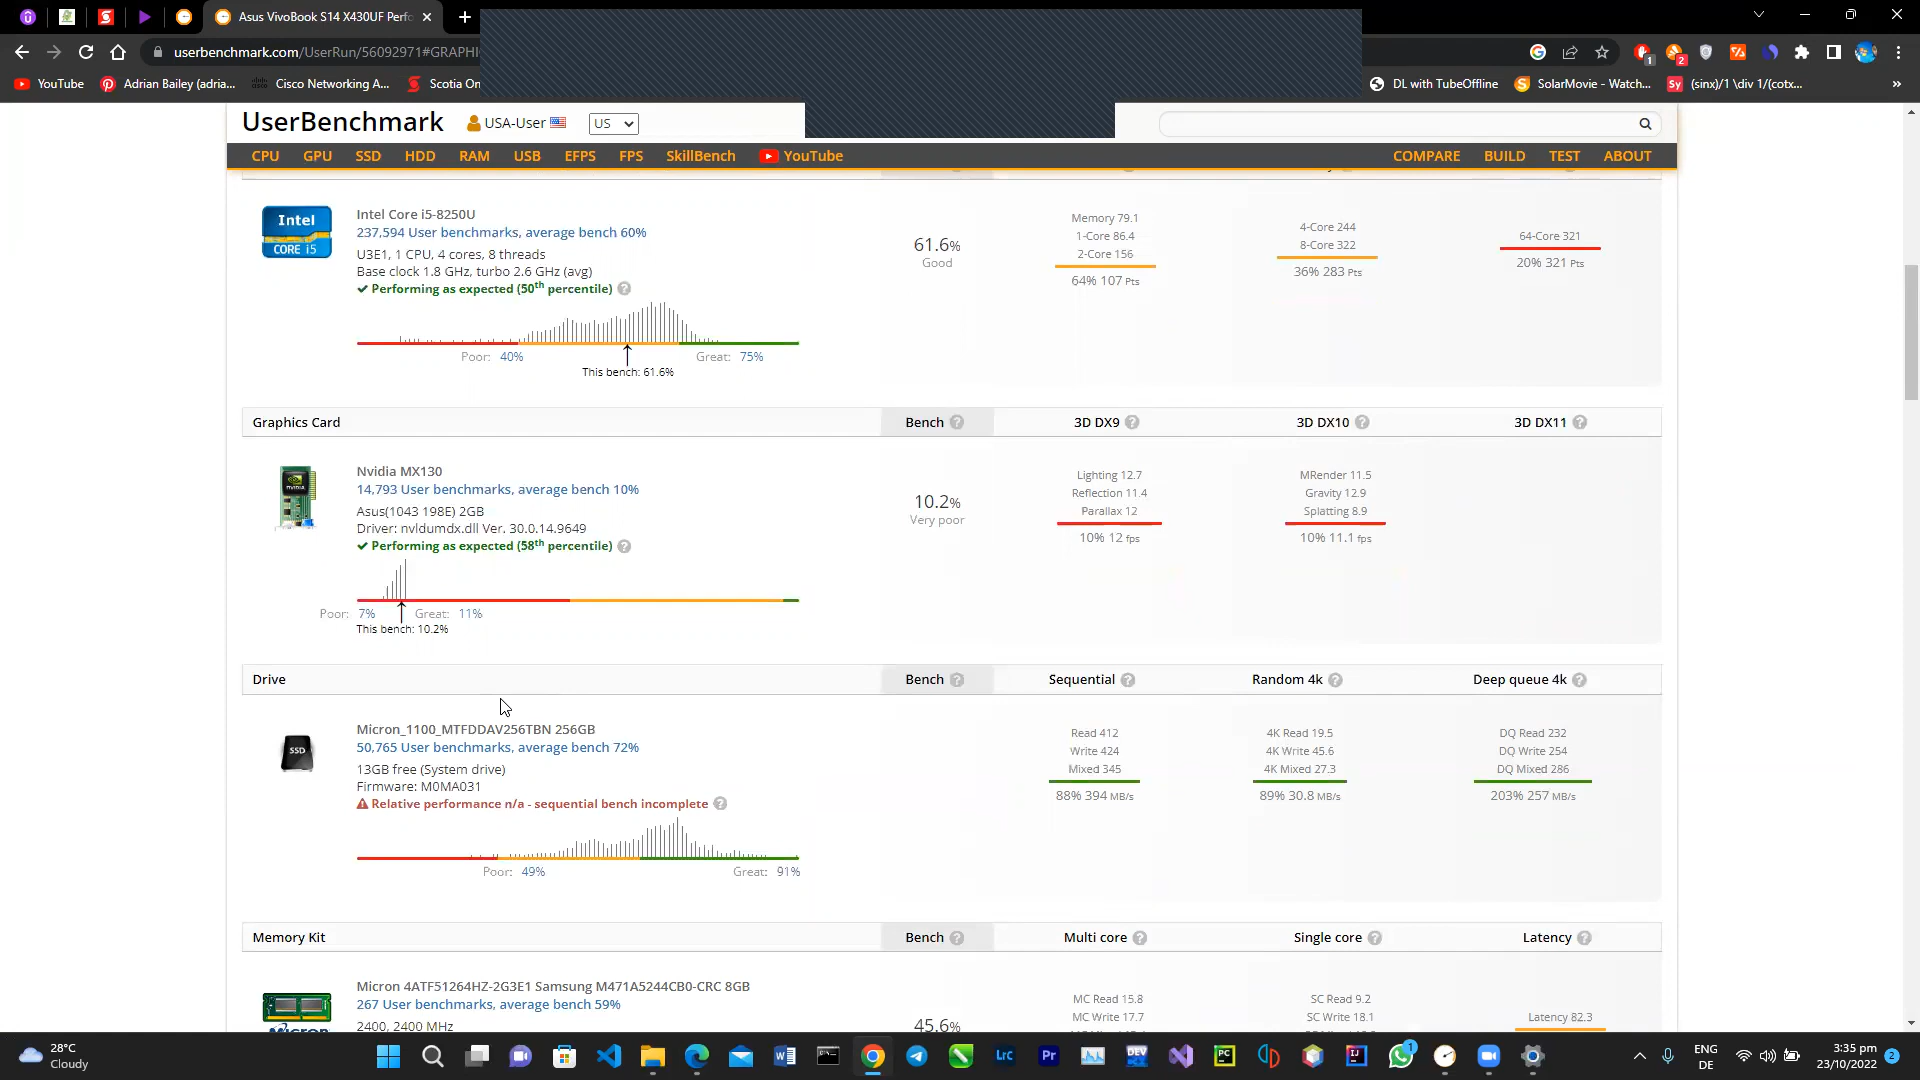 Asus VivoBook S14 X430UF Perfo
userbenchmark.com/UserRun/56092971#GRAPHI
1
2
YouTube
Adrian Bailey (adria...
Cisco Networking A...
Scotia On
DL with TubeOffline
SolarMovie - Watch...
Sy
(sinx)/1 \div 1/(cotx...
UserBenchmark
USA-User
US
CPU
GPU
SSD
HDD
RAM
USB
EFPS
FPS
SkillBench
YouTube
COMPARE
BUILD
TEST
ABOUT
Intel
CORE i5
Intel Core i5-8250U
237,594 User benchmarks, average bench 60%
U3E1, 1 CPU, 4 cores, 8 threads
Base clock 1.8 GHz, turbo 2.6 GHz (avg)
Performing as expected (50th percentile)
Poor: 40%
Great: 75%
This bench: 61.6%
61.6%
Good
Memory 79.1
1-Core 86.4
2-Core 156
64% 107 Pts
4-Core 244
8-Core 322
36% 283 Pts
64-Core 321
20% 321 Pts
Graphics Card
Bench
3D DX9
3D DX10
3D DX11
Nvidia MX130
14,793 User benchmarks, average bench 10%
Asus(1043 198E) 2GB
Driver: nvldumdx.dll Ver. 30.0.14.9649
Performing as expected (58th percentile)
Poor: 7%
Great: 11%
This bench: 10.2%
10.2%
Very poor
Lighting 12.7
Reflection 11.4
Parallax 12
10% 12 fps
MRender 11.5
Gravity 12.9
Splatting 8.9
10% 11.1 fps
Drive
Bench
Sequential
Random 4k
Deep queue 4k
SSD
Micron_1100_MTFDDAV256TBN 256GB
50,765 User benchmarks, average bench 72%
13GB free (System drive)
Firmware: M0MA031
Relative performance n/a - sequential bench incomplete
Poor: 49%
Great: 91%
Read 412
Write 424
Mixed 345
88% 394 MB/s
4K Read 19.5
4K Write 45.6
4K Mixed 27.3
89% 30.8 MB/s
DQ Read 232
DQ Write 254
DQ Mixed 286
203% 257 MB/s
Memory Kit
Bench
Multi core
Single core
Latency
Micron 4ATF51264HZ-2G3E1 Samsung M471A5244CB0-CRC 8GB
267 User benchmarks, average bench 59%
2400, 2400 MHz
45.6%
MC Read 15.8
MC Write 17.7
SC Read 9.2
SC Write 18.1
Latency 82.3
28°C
Cloudy
Lrc
Pr
DEV
PC
IJ
1
ENG
DE
3:35 pm
23/10/2022
2